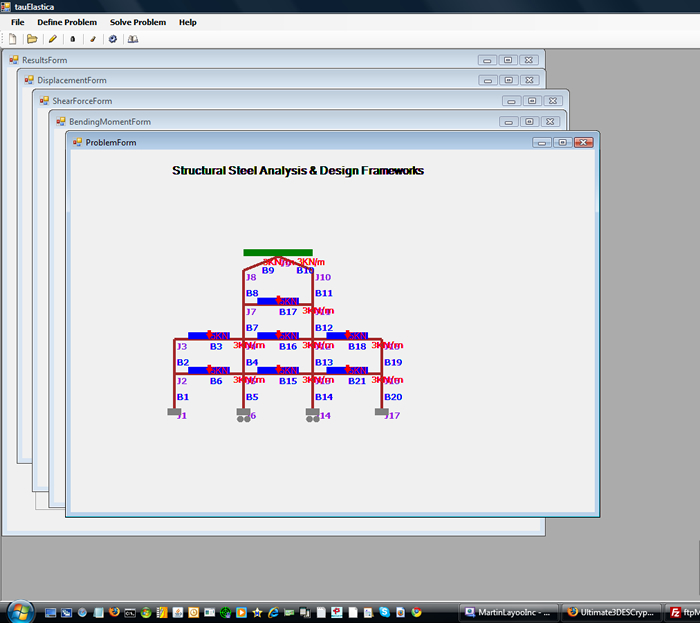 tauElastica
File Define Problem Solve Problem Help
ResultsForm
DisplacementForm
ShearForceForm
BendingMomentForm
ProblemForm
Structural Steel Analysis & Design Frameworks
3KN/m 3KN/m
B9 B10
J8 J10
B8 B11
J7 B17 3KN/m
B7 B12
J3 B3 3KN/m B16 3KN/m B18 3KN/m
B2 B4 B13 B19
J2 B6 3KN/m B15 3KN/m B21 3KN/m
B1 B5 B14 B20
J1 J6 J14 J17
MartinLayooInc - ... Ultimate3DESCryp... ftpM